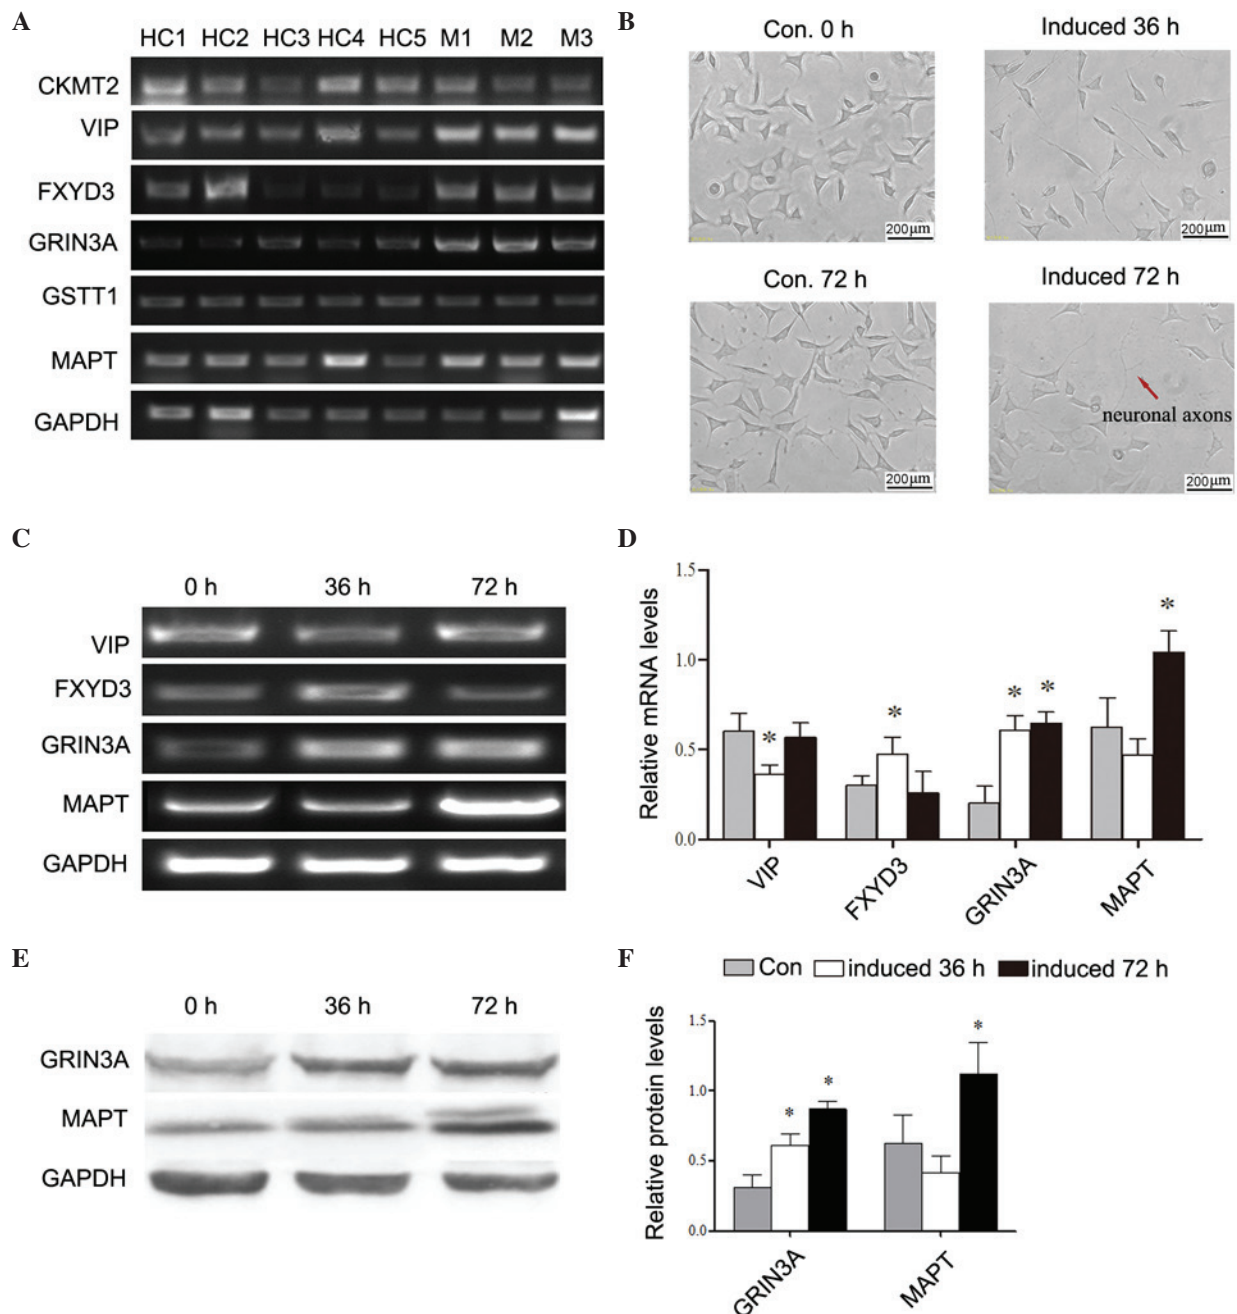 A
HC1 HC2 HC3 HC4 HC5 M1 M2 M3
CKMT2
VIP
FXYD3
GRIN3A
GSTT1
MAPT
GAPDH
B
Con. 0 h
Induced 36 h
200μm
200μm
Con. 72 h
Induced 72 h
neuronal axons
200μm
200μm
C
0 h 36 h 72 h
VIP
FXYD3
GRIN3A
MAPT
GAPDH
D
Relative mRNA levels
1.5
1.0
0.5
0.0
* * * * *
VIP FXYD3 GRIN3A MAPT
E
0 h 36 h 72 h
GRIN3A
MAPT
GAPDH
F
Con induced 36 h induced 72 h
Relative protein levels
1.5
1.0
0.5
0.0
* * *
GRIN3A MAPT